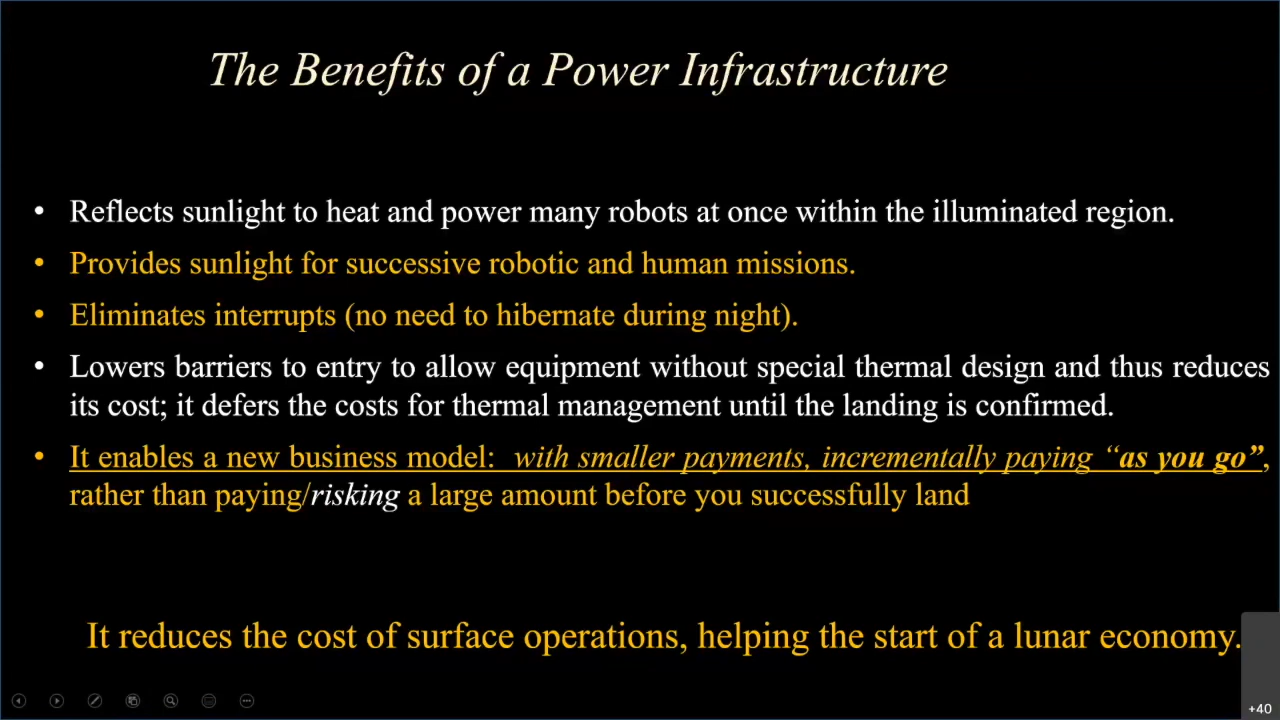 The Benefits of a Power Infrastructure
• Reflects sunlight to heat and power many robots at once within the illuminated region.
• Provides sunlight for successive robotic and human missions.
• Eliminates interrupts (no need to hibernate during night).
• Lowers barriers to entry to allow equipment without special thermal design and thus reduces
its cost; it defers the costs for thermal management until the landing is confirmed.
• It enables a new business model: with smaller payments, incrementally paying “as you go”,
rather than paying/risking a large amount before you successfully land
It reduces the cost of surface operations, helping the start of a lunar economy.
+40